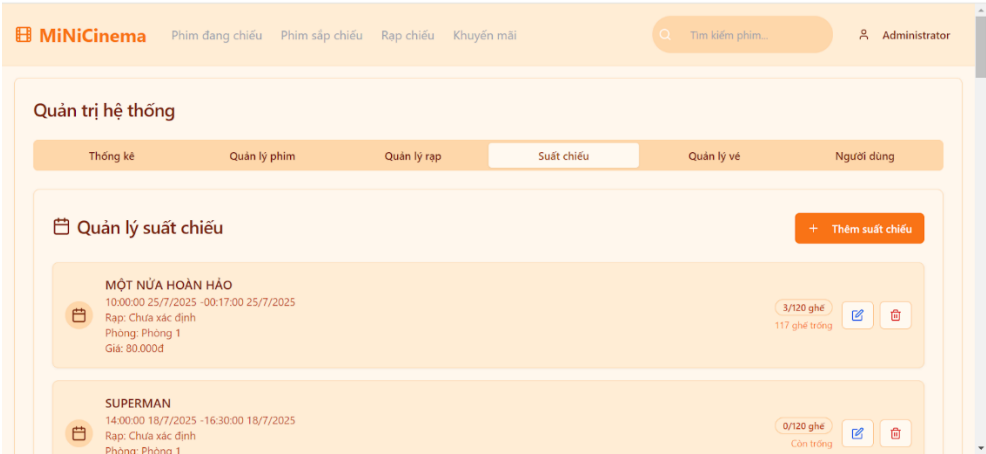 MiNiCinema Phim đang chiếu Phim sắp chiếu Rạp chiếu Khuyến mãi Tìm kiếm phim... Administrator
Quản trị hệ thống
Thống kê Quản lý phim Quản lý rạp Suất chiếu Quản lý vé Người dùng
Quản lý suất chiếu + Thêm suất chiếu
MỘT NỬA HOÀN HẢO
10:00:00 25/7/2025 -00:17:00 25/7/2025
Rạp: Chưa xác định
Phòng: Phòng 1
Giá: 80.000đ
3/120 ghế
117 ghế trống
SUPERMAN
14:00:00 18/7/2025 -16:30:00 18/7/2025
Rạp: Chưa xác định
Phòng: Phòng 1
0/120 ghế
Còn trống